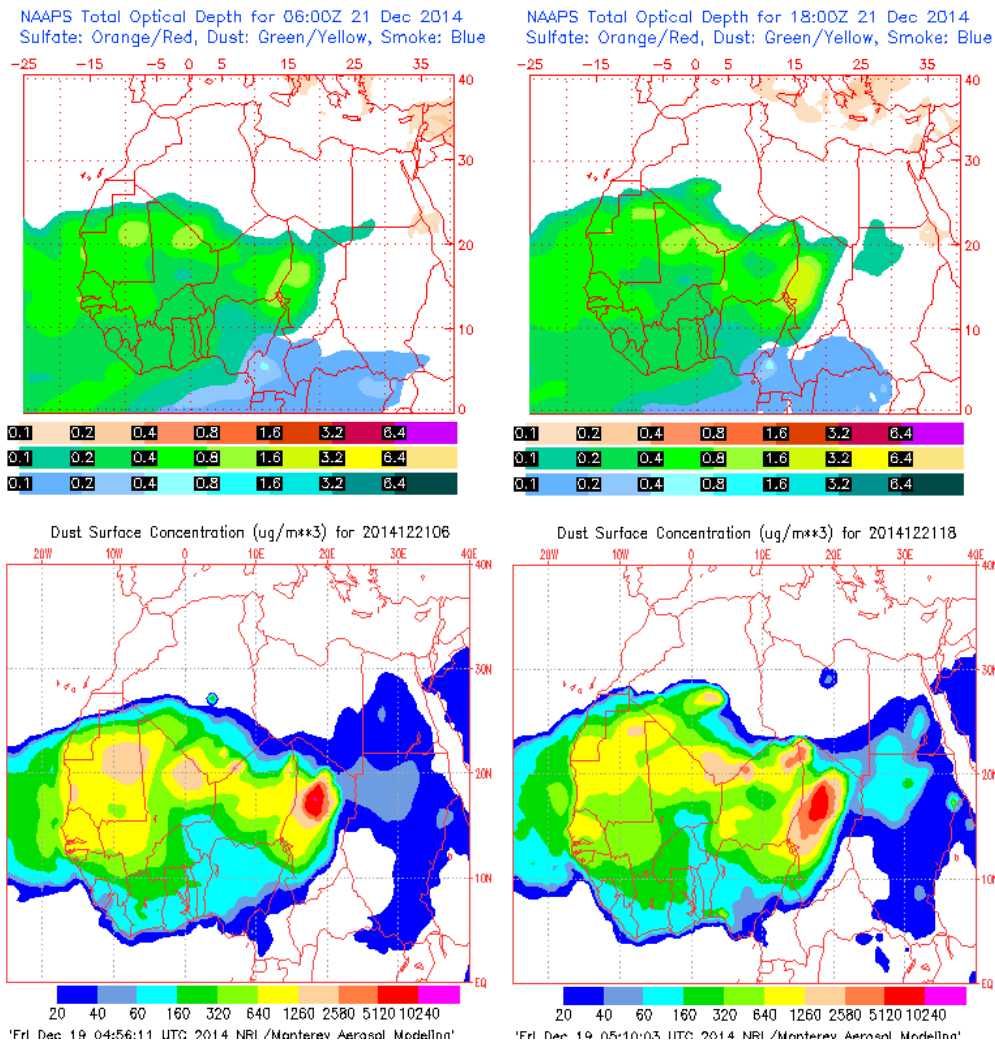 NAAPS Total Optical Depth for 06:00Z 21 Dec 2014
Sulfate: Orange/Red, Dust: Green/Yellow, Smoke: Blue
-25 -15 -5 0 5 15 25 35
40
30
20
10
0
0.1 0.2 0.4 0.8 1.6 3.2 6.4
0.1 0.2 0.4 0.8 1.6 3.2 6.4
0.1 0.2 0.4 0.8 1.6 3.2 6.4
NAAPS Total Optical Depth for 18:00Z 21 Dec 2014
Sulfate: Orange/Red, Dust: Green/Yellow, Smoke: Blue
-25 -15 -5 0 5 15 25 35
40
30
20
10
0
0.1 0.2 0.4 0.8 1.6 3.2 6.4
0.1 0.2 0.4 0.8 1.6 3.2 6.4
0.1 0.2 0.4 0.8 1.6 3.2 6.4
Dust Surface Concentration (ug/m**3) for 2014122106
20W 10W 0 10E 20E 30E 40E
40N
30N
20N
10N
EQ
20 40 60 160 320 640 1260 2580 5120 10240
'Fri Dec 19 04:56:11 UTC 2014 NRL/Monterey Aerosol Modeling'
Dust Surface Concentration (ug/m**3) for 2014122118
20W 10W 0 10E 20E 30E 40E
40N
30N
20N
10N
EQ
20 40 60 160 320 640 1260 2580 5120 10240
'Fri Dec 19 05:10:03 UTC 2014 NRL/Monterey Aerosol Modeling'